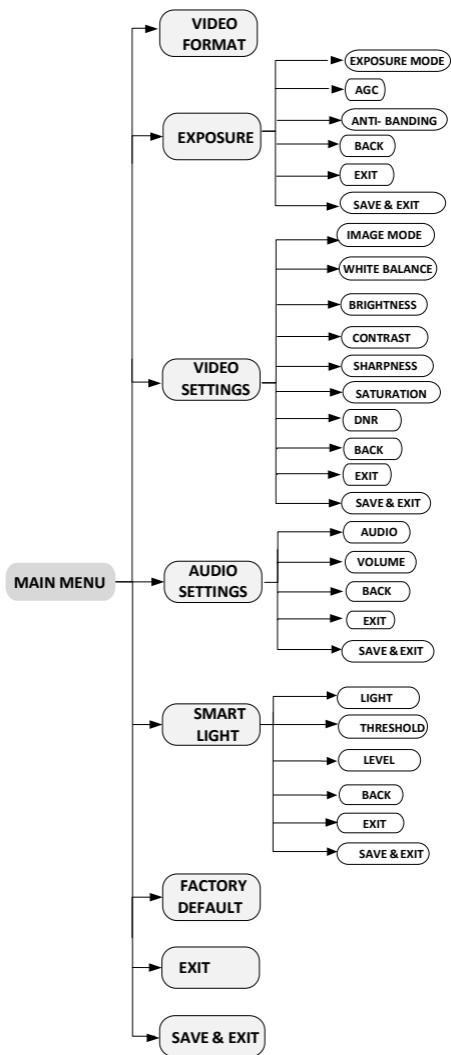 VIDEO
FORMAT
EXPOSURE MODE
AGC
ANTI- BANDING
EXPOSURE
BACK
EXIT
SAVE & EXIT
IMAGE MODE
WHITE BALANCE
BRIGHTNESS
CONTRAST
VIDEO
SETTINGS
SHARPNESS
SATURATION
DNR
BACK
EXIT
SAVE & EXIT
MAIN MENU
AUDIO
SETTINGS
AUDIO
VOLUME
BACK
EXIT
SAVE & EXIT
SMART
LIGHT
LIGHT
THRESHOLD
LEVEL
BACK
EXIT
SAVE & EXIT
FACTORY
DEFAULT
EXIT
SAVE & EXIT